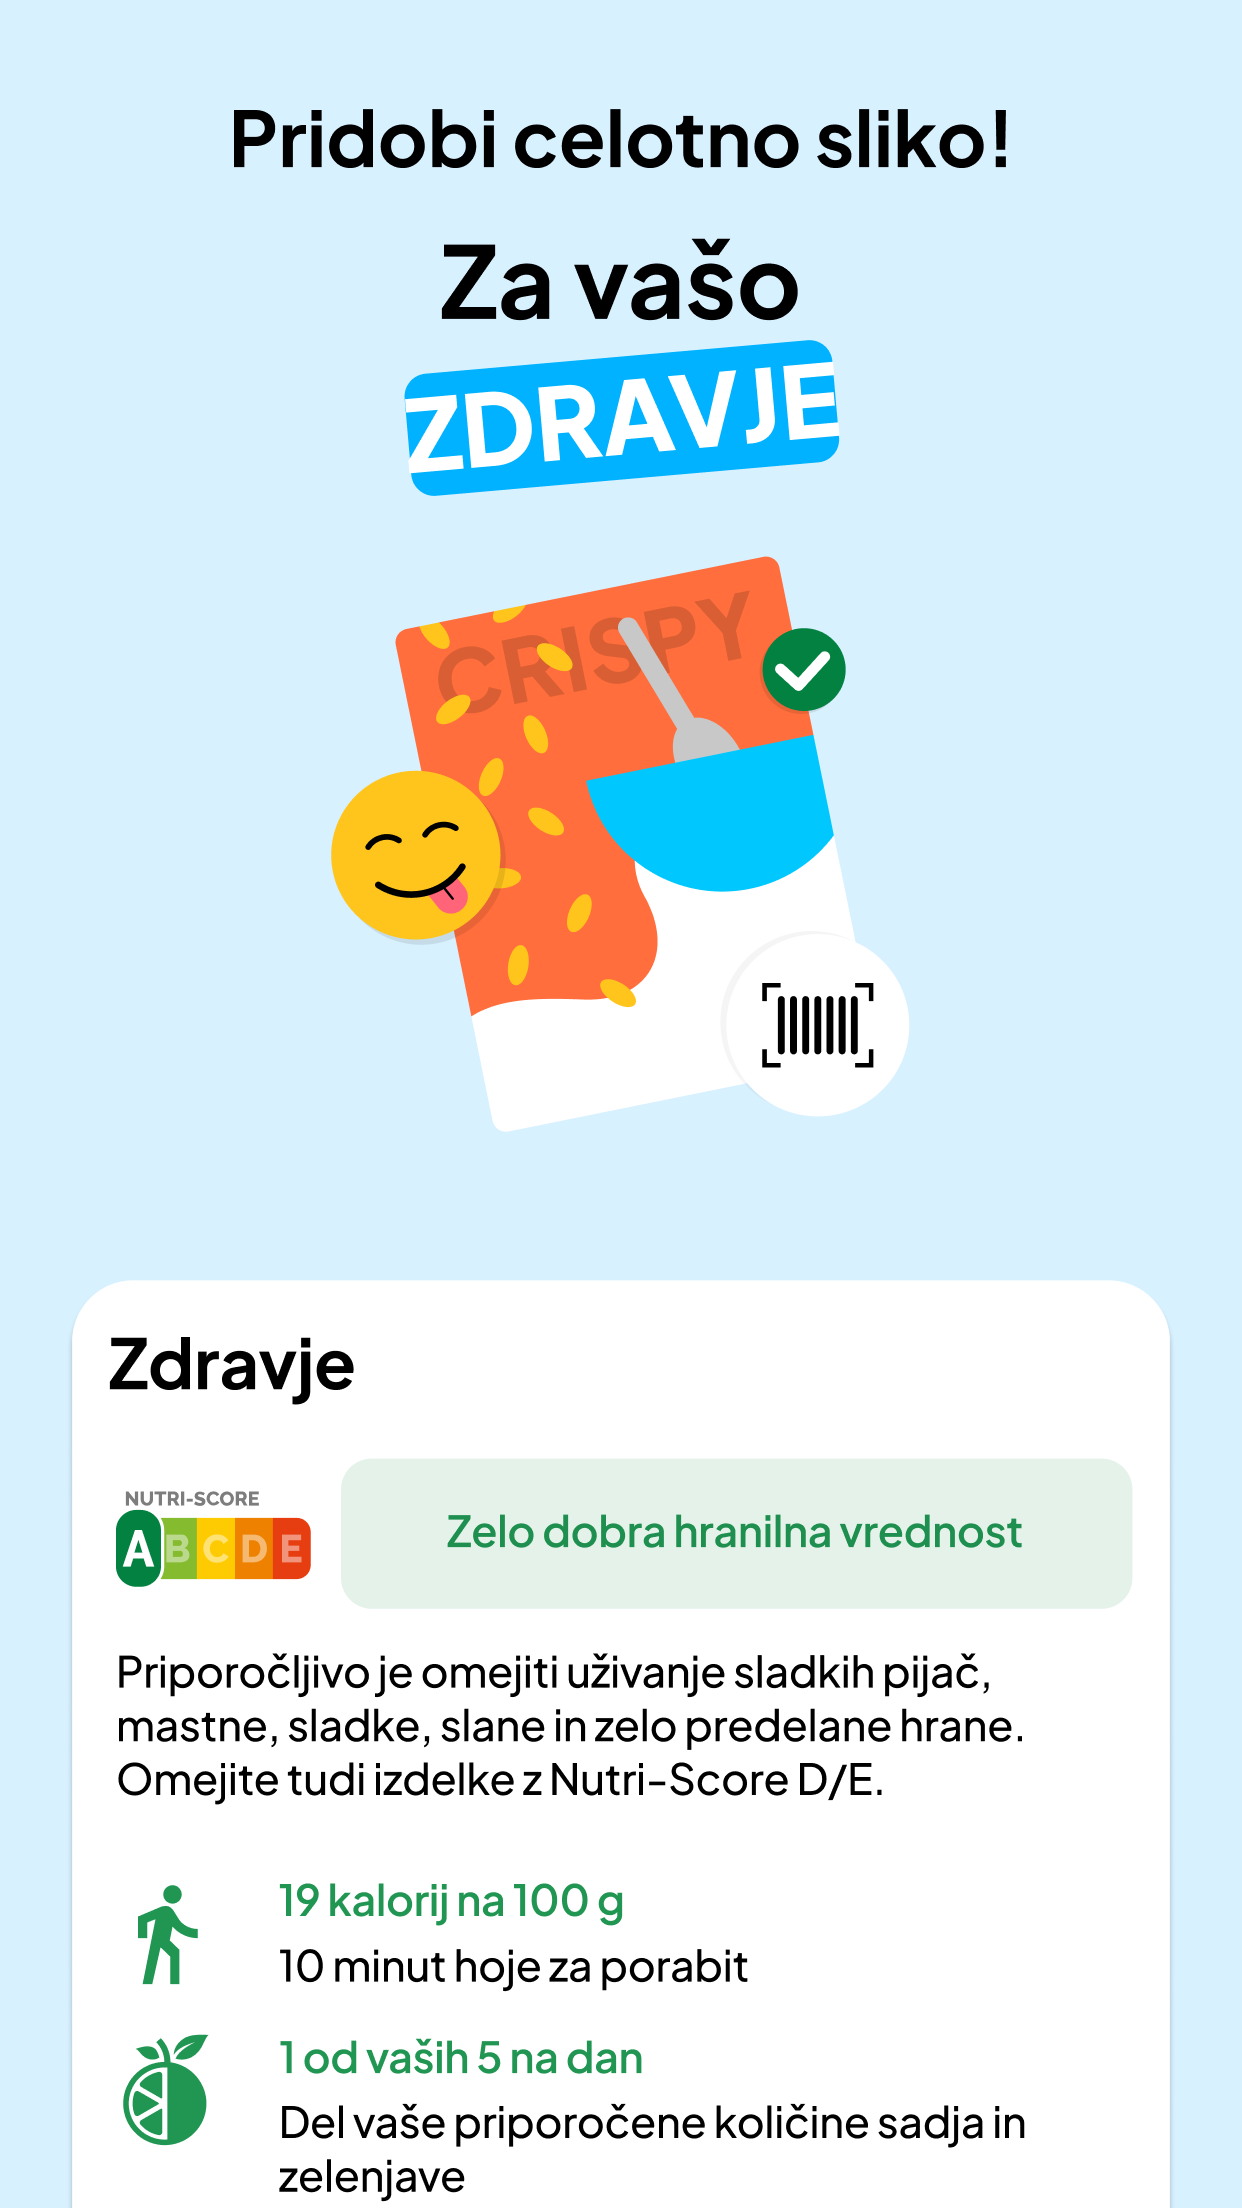 Pridobi celotno sliko!
Za vašo
ZDRAVJE
CRISPY
Zdravje
NUTRI-SCORE
A B C D E
Zelo dobra hranilna vrednost
Priporočljivo je omejiti uživanje sladkih pijač,
mastne, sladke, slane in zelo predelane hrane.
Omejite tudi izdelke z Nutri-Score D/E.
19 kalorij na 100 g
10 minut hoje za porabit
1 od vaših 5 na dan
Del vaše priporočene količine sadja in
zelenjave